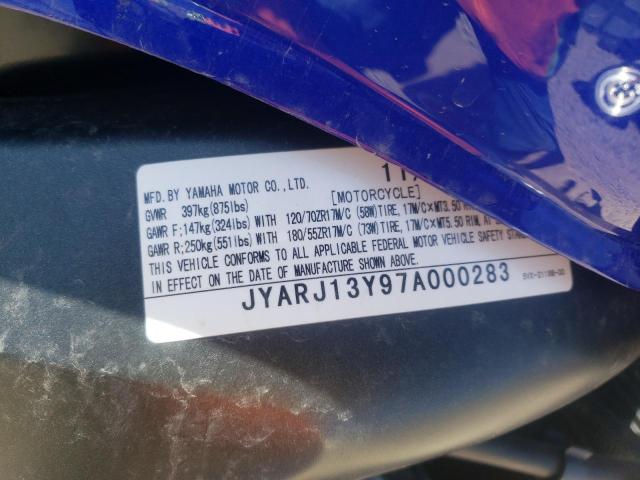 MFD. BY YAMAHA MOTOR CO., LTD.
GVWR 397kg(875lbs) [MOTORCYCLE]
GAWR F;147kg(324lbs) WITH 120/70ZR17M/C (58W)TIRE, 17M/C×MT3.50 RIM,
GAWR R;250kg(551lbs) WITH 180/55ZR17M/C (73W)TIRE, 17M/C×MT5.50 RIM, AT
THIS VEHICLE CONFORMS TO ALL APPLICABLE FEDERAL MOTOR VEHICLE SAFETY
IN EFFECT ON THE DATE OF MANUFACTURE SHOWN ABOVE.
JYARJ13Y97A000283